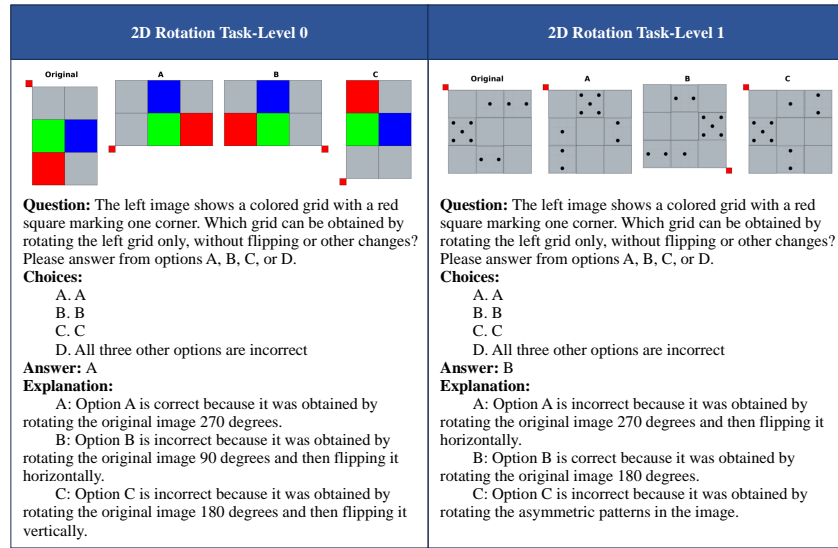 2D Rotation Task-Level 0
Original
A
B
C
Question: The left image shows a colored grid with a red
square marking one corner. Which grid can be obtained by
rotating the left grid only, without flipping or other changes?
Please answer from options A, B, C, or D.
Choices:
A. A
B. B
C. C
D. All three other options are incorrect
Answer: A
Explanation:
A: Option A is correct because it was obtained by
rotating the original image 270 degrees.
B: Option B is incorrect because it was obtained by
rotating the original image 90 degrees and then flipping it
horizontally.
C: Option C is incorrect because it was obtained by
rotating the original image 180 degrees and then flipping it
vertically.
2D Rotation Task-Level 1
Original
A
B
C
Question: The left image shows a colored grid with a red
square marking one corner. Which grid can be obtained by
rotating the left grid only, without flipping or other changes?
Please answer from options A, B, C, or D.
Choices:
A. A
B. B
C. C
D. All three other options are incorrect
Answer: B
Explanation:
A: Option A is incorrect because it was obtained by
rotating the original image 270 degrees and then flipping it
horizontally.
B: Option B is correct because it was obtained by
rotating the original image 180 degrees.
C: Option C is incorrect because it was obtained by
rotating the asymmetric patterns in the image.